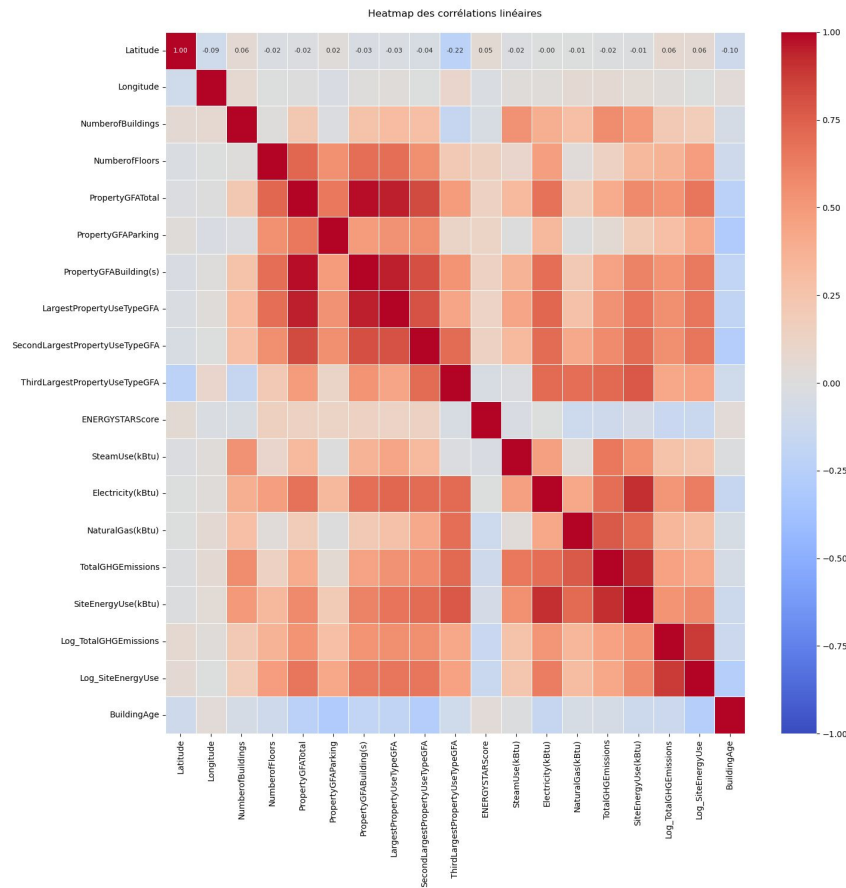 Heatmap des corrélations linéaires
Latitude 1.00 -0.09 0.06 -0.02 -0.02 0.02 -0.03 -0.03 -0.04 -0.22 0.05 -0.02 -0.00 -0.01 -0.02 -0.01 0.06 0.06 -0.10
Longitude
NumberofBuildings
NumberofFloors
PropertyGFATotal
PropertyGFAParking
PropertyGFABuilding(s)
LargestPropertyUseTypeGFA
SecondLargestPropertyUseTypeGFA
ThirdLargestPropertyUseTypeGFA
ENERGYSTARScore
SteamUse(kBtu)
Electricity(kBtu)
NaturalGas(kBtu)
TotalGHGEmissions
SiteEnergyUse(kBtu)
Log_TotalGHGEmissions
Log_SiteEnergyUse
BuildingAge
Latitude
Longitude
NumberofBuildings
NumberofFloors
PropertyGFATotal
PropertyGFAParking
PropertyGFABuilding(s)
LargestPropertyUseTypeGFA
SecondLargestPropertyUseTypeGFA
ThirdLargestPropertyUseTypeGFA
ENERGYSTARScore
SteamUse(kBtu)
Electricity(kBtu)
NaturalGas(kBtu)
TotalGHGEmissions
SiteEnergyUse(kBtu)
Log_TotalGHGEmissions
Log_SiteEnergyUse
BuildingAge
1.00
0.75
0.50
0.25
0.00
−0.25
−0.50
−0.75
−1.00